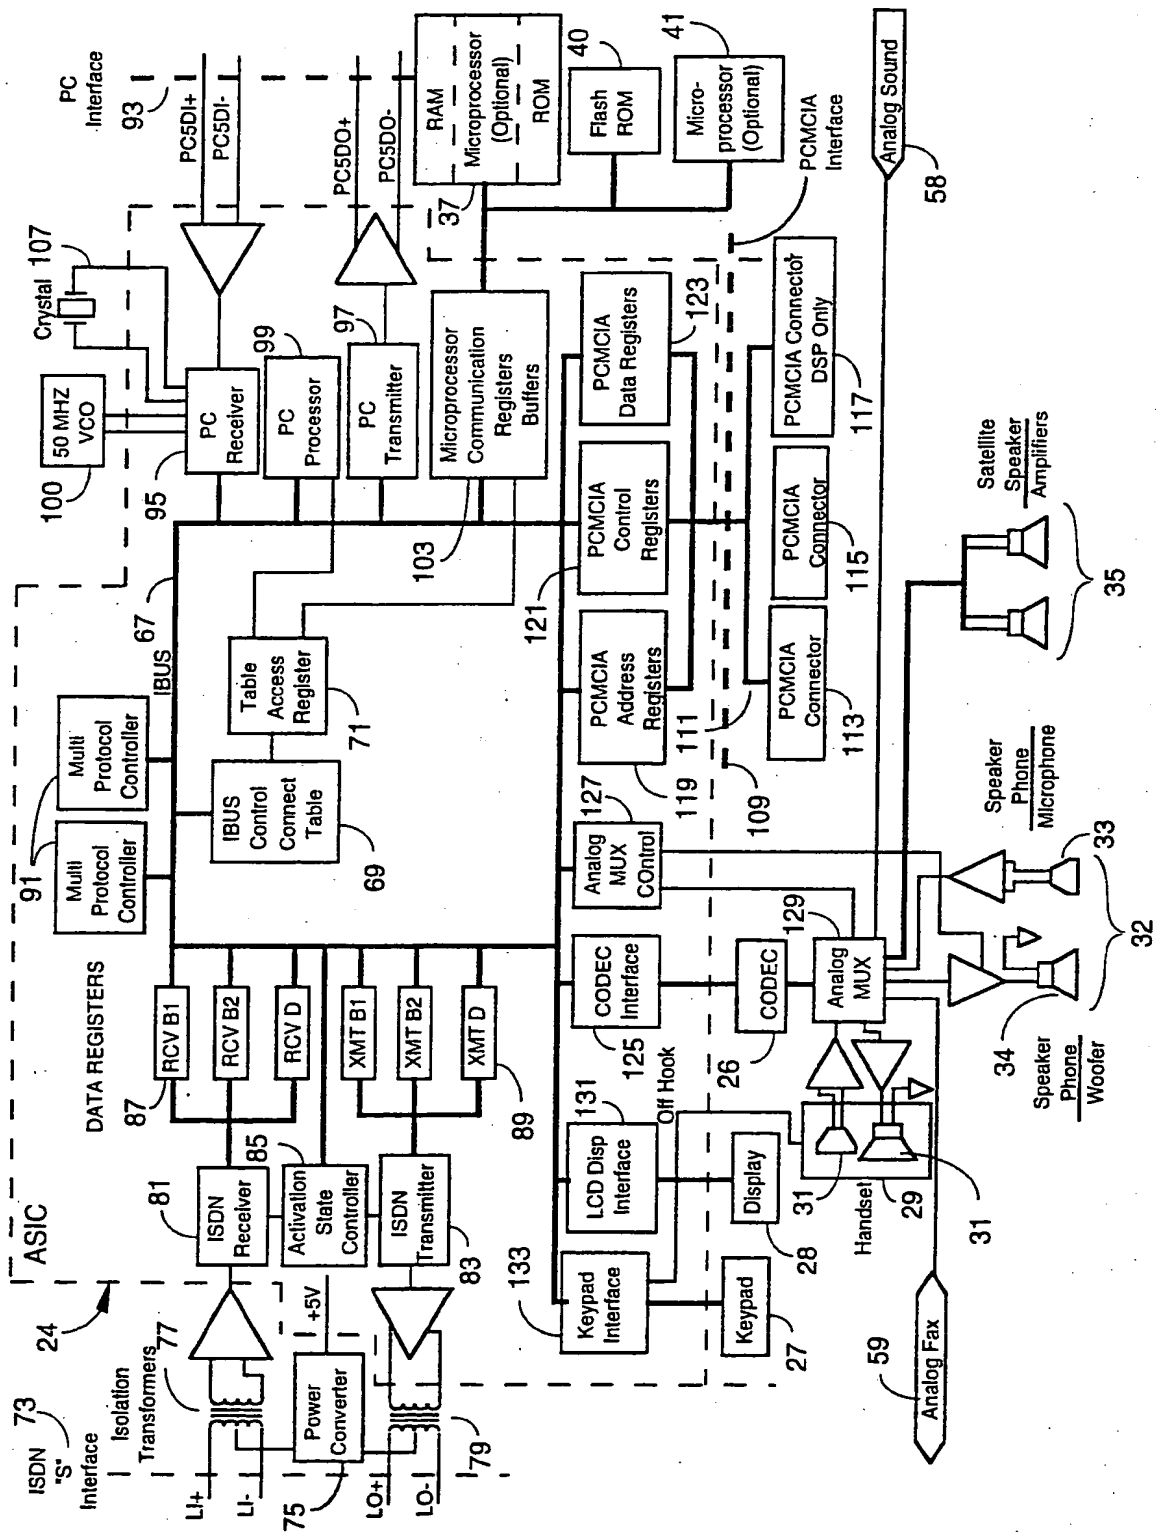 ISDN
"S"
Interface
73
LI+
LI-
LO+
LO-
24
ASIC
Isolation
Transformers
77
75
Power
Converter
79
+5V
81
ISDN
Receiver
85
Activation
State
Controller
ISDN
Transmitter
83
DATA REGISTERS
87
RCV B1
RCV B2
RCV D
XMT B1
XMT B2
XMT D
89
91
Multi
Protocol
Controller
Multi
Protocol
Controller
IBUS
67
IBUS
Control
Connect
Table
69
Table
Access
Register
71
100
50 MHZ
VCO
Crystal
107
95
PC
Receiver
99
PC
Processor
97
PC
Transmitter
103
Microprocessor
Communication
Registers
Buffers
PC
Interface
93
PC5DI+
PC5DI-
PC5DO+
PC5DO-
37
RAM
Microprocessor
(Optional)
ROM
40
Flash
ROM
41
Micro-
processor
(Optional)
PCMCIA
Interface
133
Keypad
Interface
131
LCD Disp
Interface
Off Hook
125
CODEC
Interface
127
Analog
MUX
COntrol
119
PCMCIA
Address
Registers
121
PCMCIA
Control
Registers
123
PCMCIA
Data Registers
109
111
PCMCIA
Connector
113
PCMCIA
Connector
115
PCMCIA Connector
DSP Only
117
Keypad
27
Display
28
CODEC
26
Analog
MUX
129
Handset
31
29
31
Analog Fax
59
Analog Sound
58
34
Speaker
Phone
Woofer
32
33
Speaker
Phone
Microphone
35
Satellite
Speaker
Amplifiers